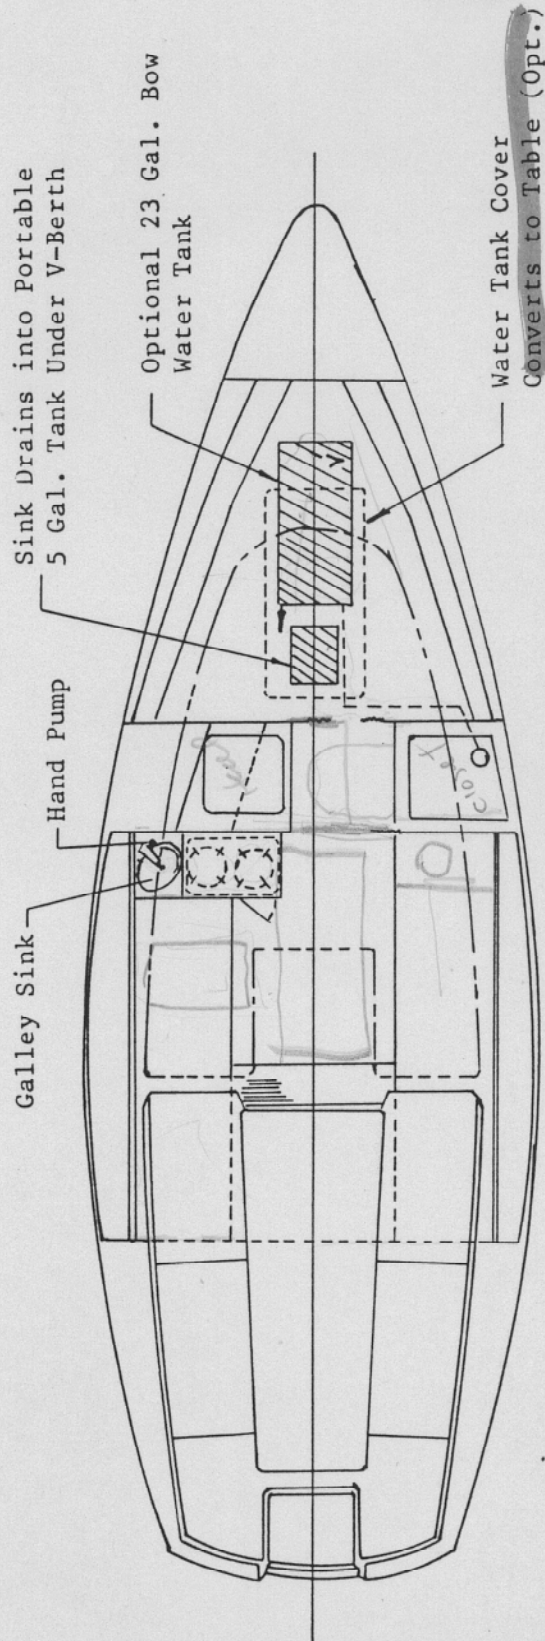 Galley Sink
Hand Pump
Sink Drains into Portable
5 Gal. Tank Under V-Berth
Optional 23 Gal. Bow
Water Tank
Water Tank Cover
Converts to Table (Opt.)
Closet